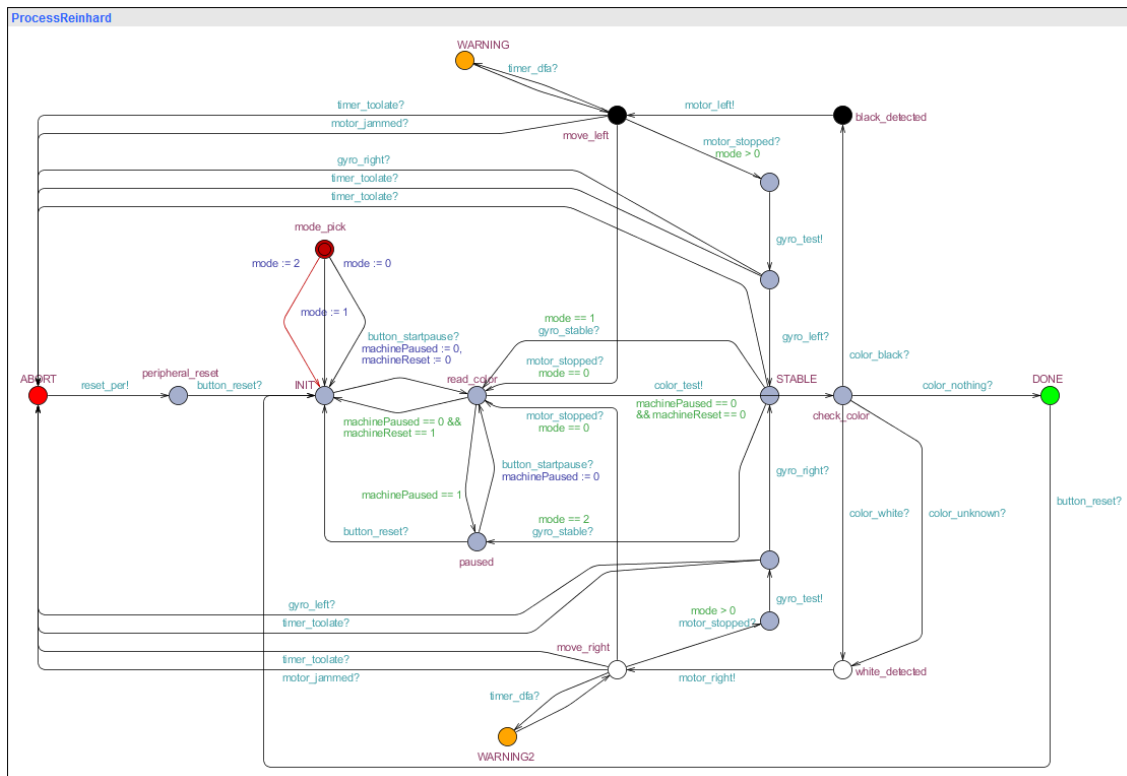 ProcessReinhard
WARNING
timer_dfa?
timer_toolate?
motor_jammed?
motor_left!
black_detected
move_left
motor_stopped?
mode > 0
gyro_right?
timer_toolate?
timer_toolate?
mode_pick
gyro_test!
mode := 2
mode := 0
mode := 1
button_startpause?
machinePaused := 0,
machineReset := 0
mode == 1
gyro_stable?
gyro_left?
motor_stopped?
mode == 0
color_black?
ABORT
reset_per!
peripheral_reset
button_reset?
INIT
read_color
color_test!
STABLE
color_nothing?
DONE
machinePaused == 0 &&
machineReset == 1
motor_stopped?
mode == 0
machinePaused == 0
&& machineReset == 0
check_color
button_startpause?
machinePaused := 0
gyro_right?
machinePaused == 1
button_reset?
mode == 2
gyro_stable?
color_white?
color_unknown?
button_reset?
paused
gyro_left?
timer_toolate?
mode > 0
motor_stopped?
gyro_test!
move_right
timer_toolate?
motor_jammed?
motor_right!
white_detected
timer_dfa?
WARNING2